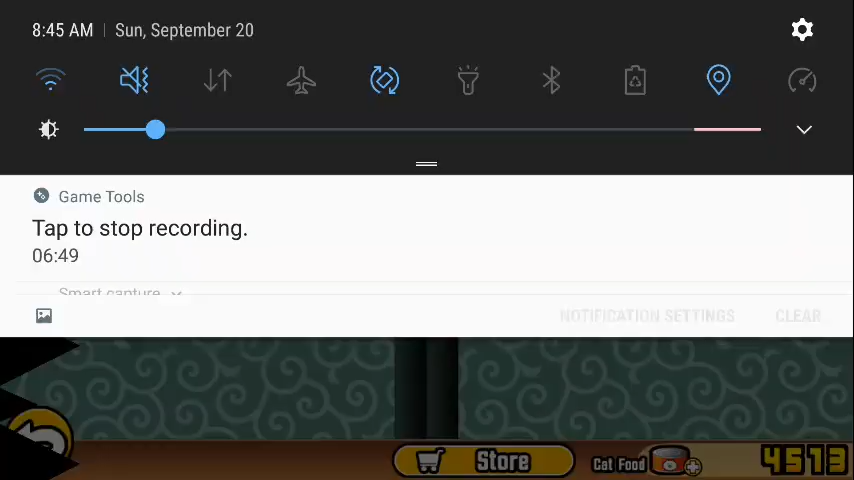 8:45 AM | Sun, September 20
Game Tools
Tap to stop recording.
06:49
Smart capture
NOTIFICATION SETTINGS CLEAR
Store
Cat Food
4513